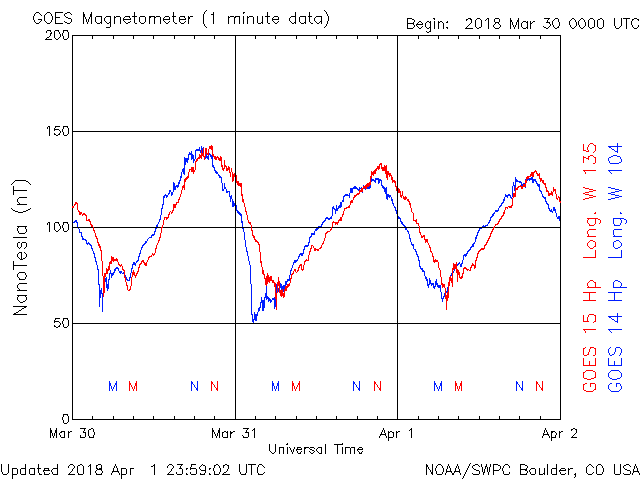 GOES Magnetometer (1 minute data)
Begin: 2018 Mar 30 0000 UTC
200
150
100
50
0
NanoTesla (nT)
M M N N M M N N M M N N
Mar 30 Mar 31 Apr 1 Apr 2
Universal Time
GOES 15 Hp Long. W 135
GOES 14 Hp Long. W 104
Updated 2018 Apr 1 23:59:02 UTC
NOAA/SWPC Boulder, CO USA